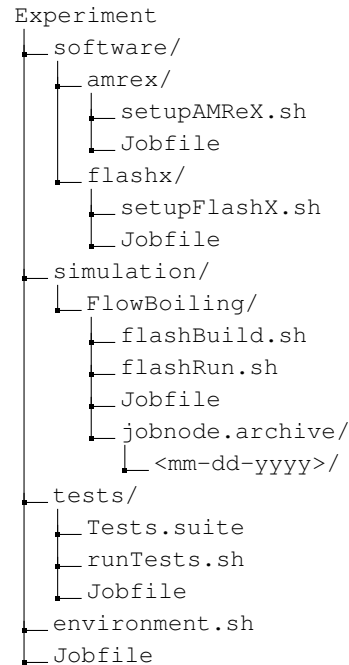 Experiment
software/
amrex/
setupAMReX.sh
Jobfile
flashx/
setupFlashX.sh
Jobfile
simulation/
FlowBoiling/
flashBuild.sh
flashRun.sh
Jobfile
jobnode.archive/
<mm-dd-yyyy>/
tests/
Tests.suite
runTests.sh
Jobfile
environment.sh
Jobfile